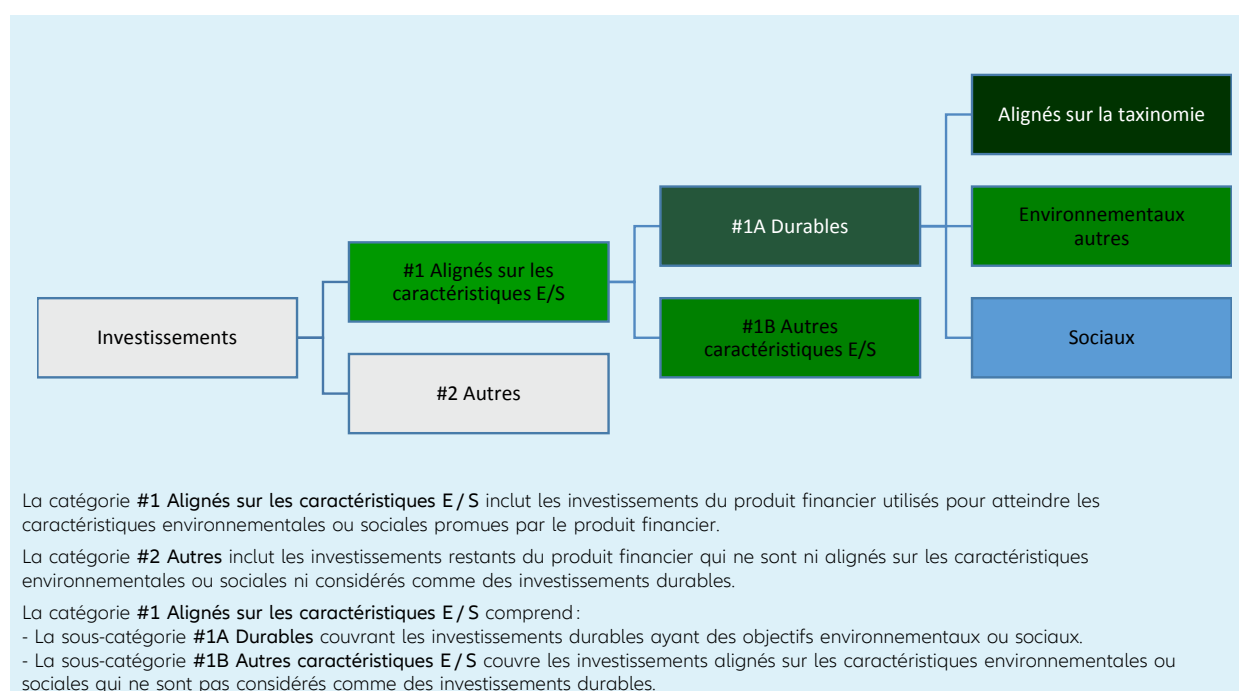 Alignés sur la taxinomie
#1A Durables
Environnementaux
autres
#1 Alignés sur les
caractéristiques E/S
Investissements
#1B Autres
caractéristiques E/S
Sociaux
#2 Autres
La catégorie #1 Alignés sur les caractéristiques E / S inclut les investissements du produit financier utilisés pour atteindre les
caractéristiques environnementales ou sociales promues par le produit financier.
La catégorie #2 Autres inclut les investissements restants du produit financier qui ne sont ni alignés sur les caractéristiques
environnementales ou sociales ni considérés comme des investissements durables.
La catégorie #1 Alignés sur les caractéristiques E / S comprend :
- La sous-catégorie #1A Durables couvrant les investissements durables ayant des objectifs environnementaux ou sociaux.
- La sous-catégorie #1B Autres caractéristiques E / S couvre les investissements alignés sur les caractéristiques environnementales ou
sociales qui ne sont pas considérés comme des investissements durables.